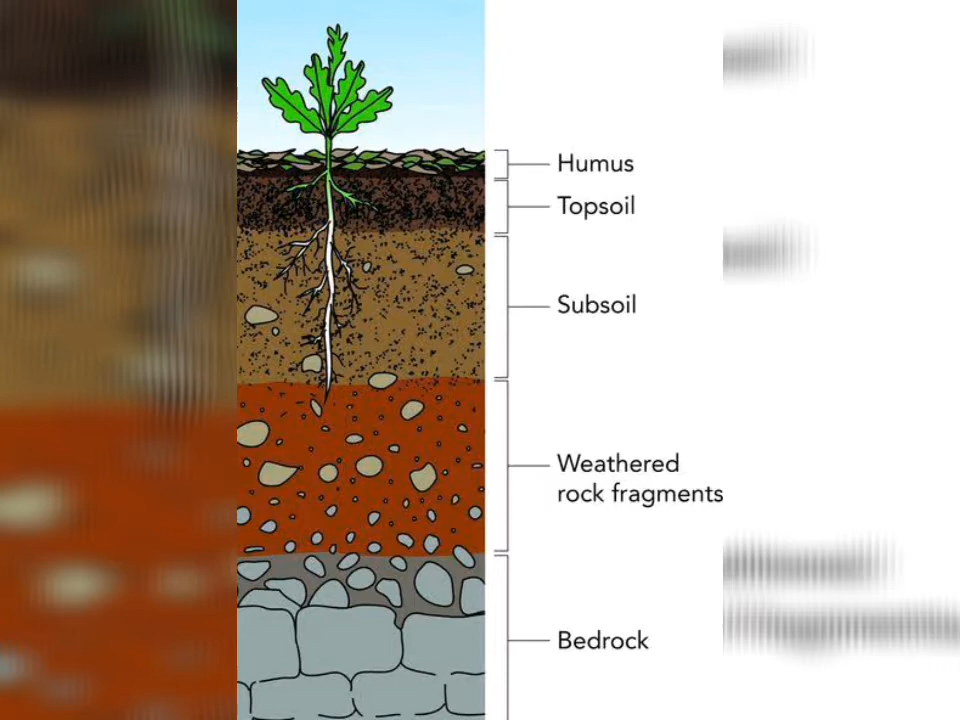 Humus
Topsoil
Subsoil
Weathered
rock fragments
Bedrock